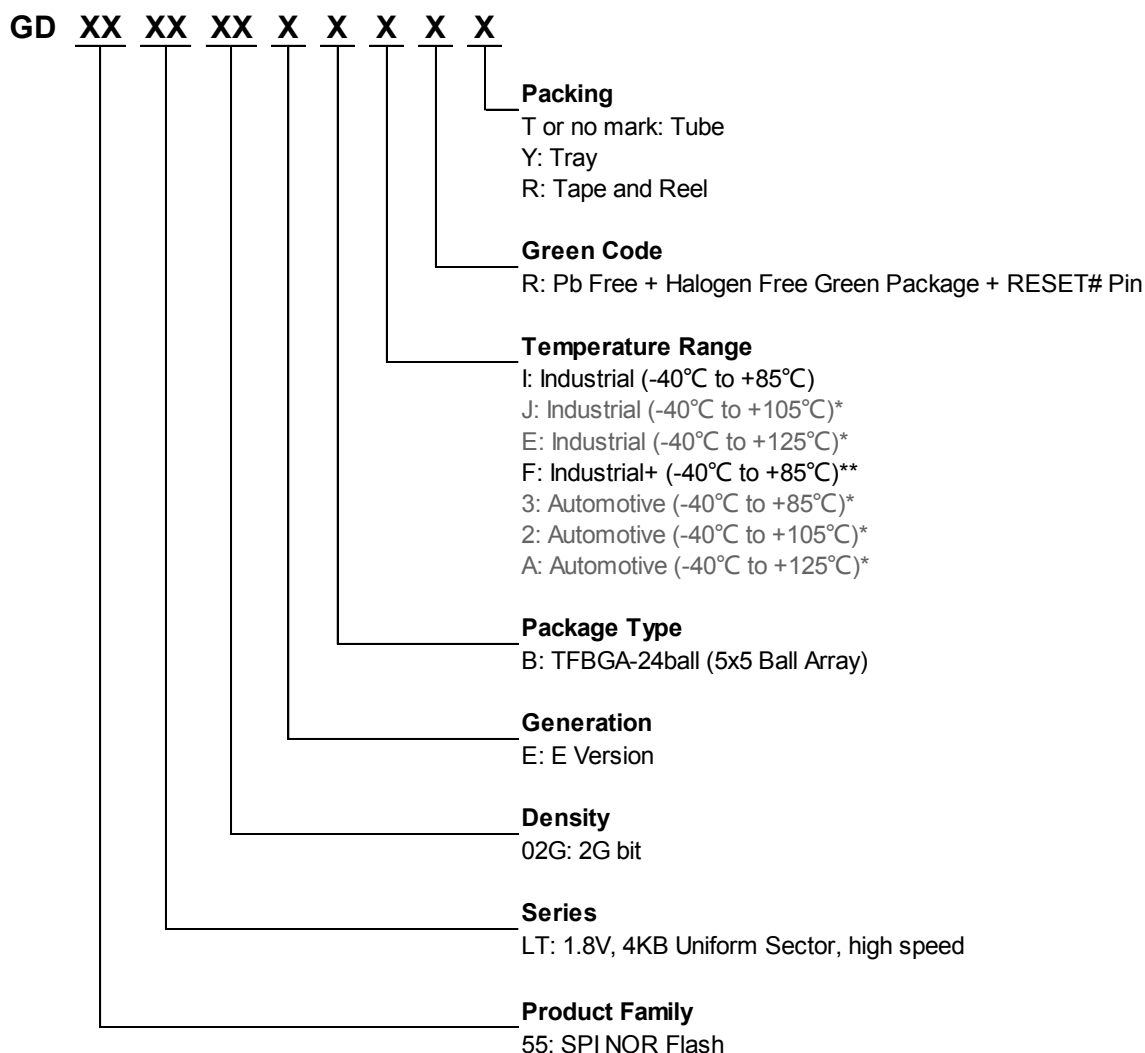 GD XX XX XX X X X X X
Packing
T or no mark: Tube
Y: Tray
R: Tape and Reel
Green Code
R: Pb Free + Halogen Free Green Package + RESET# Pin
Temperature Range
I: Industrial (-40℃ to +85℃)
J: Industrial (-40℃ to +105℃)*
E: Industrial (-40℃ to +125℃)*
F: Industrial+ (-40℃ to +85℃)**
3: Automotive (-40℃ to +85℃)*
2: Automotive (-40℃ to +105℃)*
A: Automotive (-40℃ to +125℃)*
Package Type
B: TFBGA-24ball (5x5 Ball Array)
Generation
E: E Version
Density
02G: 2G bit
Series
LT: 1.8V, 4KB Uniform Sector, high speed
Product Family
55: SPI NOR Flash